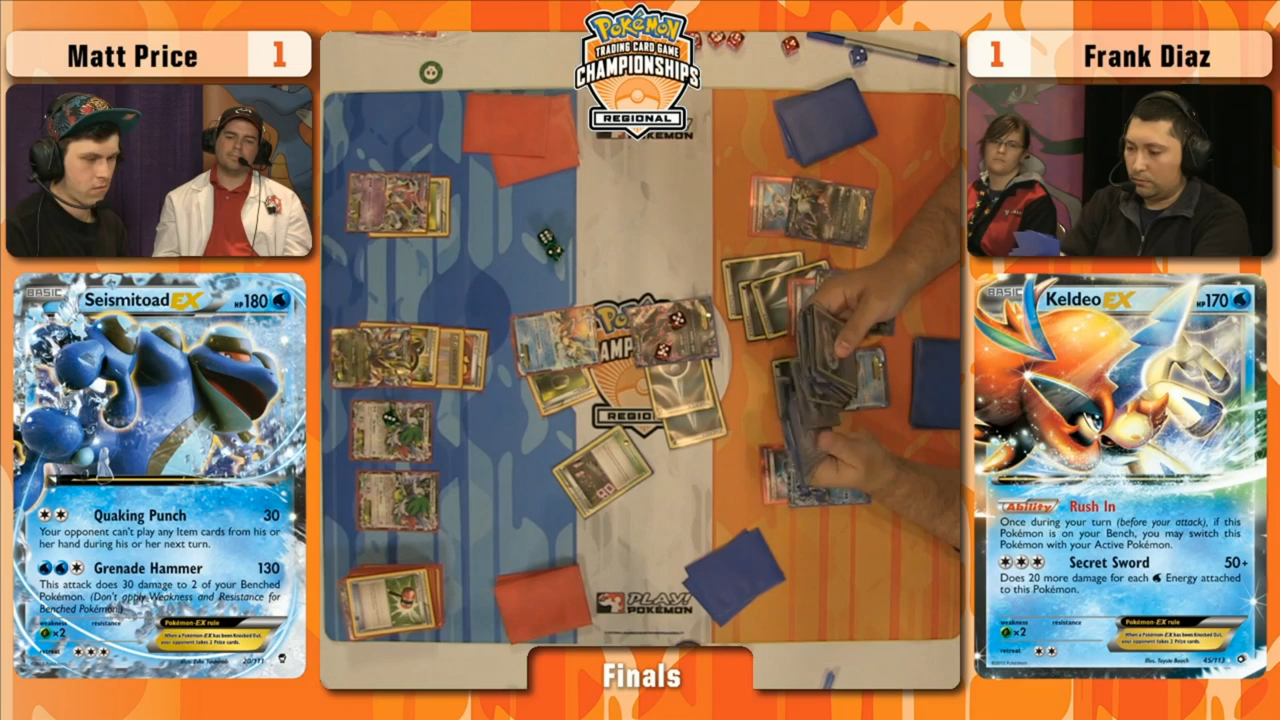 Matt Price 1
Pokémon
TRADING CARD GAME
CHAMPIONSHIPS
REGIONAL
1 Frank Diaz
BASIC Seismitoad EX HP180
Quaking Punch 30
Your opponent can't play any Item cards from his or
her hand during his or her next turn.
Grenade Hammer 130
This attack does 30 damage to 2 of your Benched
Pokémon. (Don't apply Weakness and Resistance for
Benched Pokémon.)
weakness resistance
×2
retreat
Pokémon-EX rule
When a Pokémon-EX has been Knocked Out,
your opponent takes 2 Prize cards.
20/111
BASIC Keldeo EX HP170
Ability Rush In
Once during your turn (before your attack), if this
Pokémon is on your Bench, you may switch this
Pokémon with your Active Pokémon.
Secret Sword 50+
Does 20 more damage for each Energy attached
to this Pokémon.
weakness resistance
×2
retreat
Pokémon-EX rule
When a Pokémon-EX has been Knocked Out,
your opponent takes 2 Prize cards.
45/113
PLAY!
POKÉMON
Finals